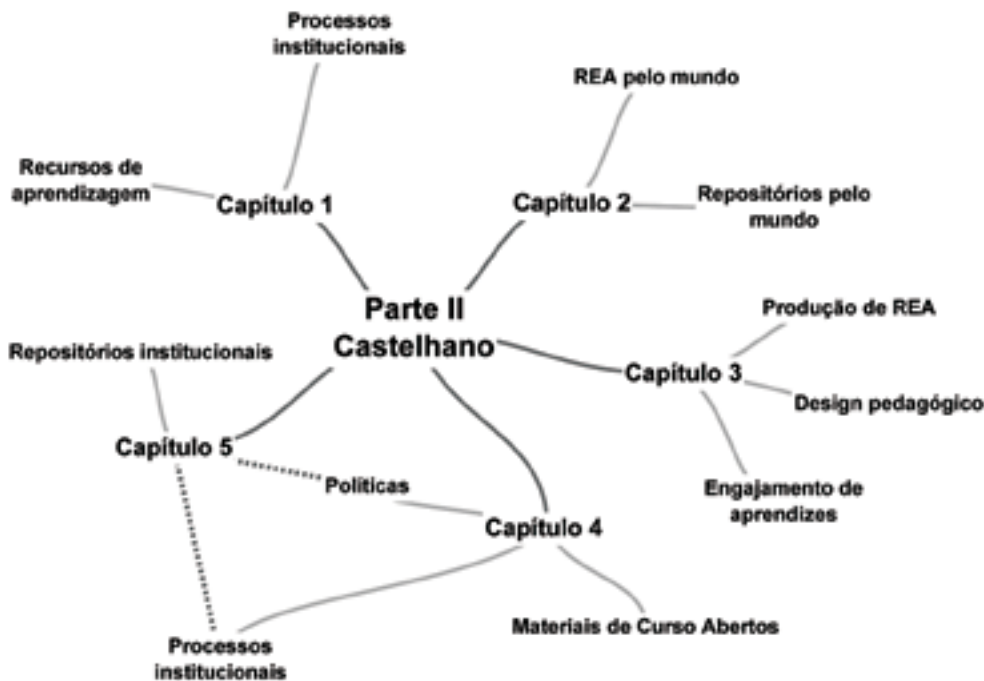 Processos
institucionais
REA pelo mundo
Recursos de
aprendizagem
Capítulo 1
Capítulo 2
Repositórios pelo
mundo
Parte II
Castelhano
Produção de REA
Repositórios institucionais
Capítulo 3
Design pedagógico
Capítulo 5
Políticas
Engajamento de
aprendizes
Capítulo 4
Materiais de Curso Abertos
Processos
institucionais